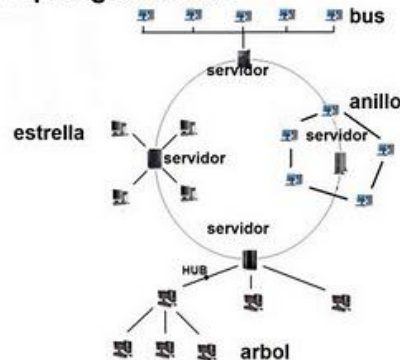 bus
servidor
anillo
estrella
servidor
servidor
servidor
HUB
arbol